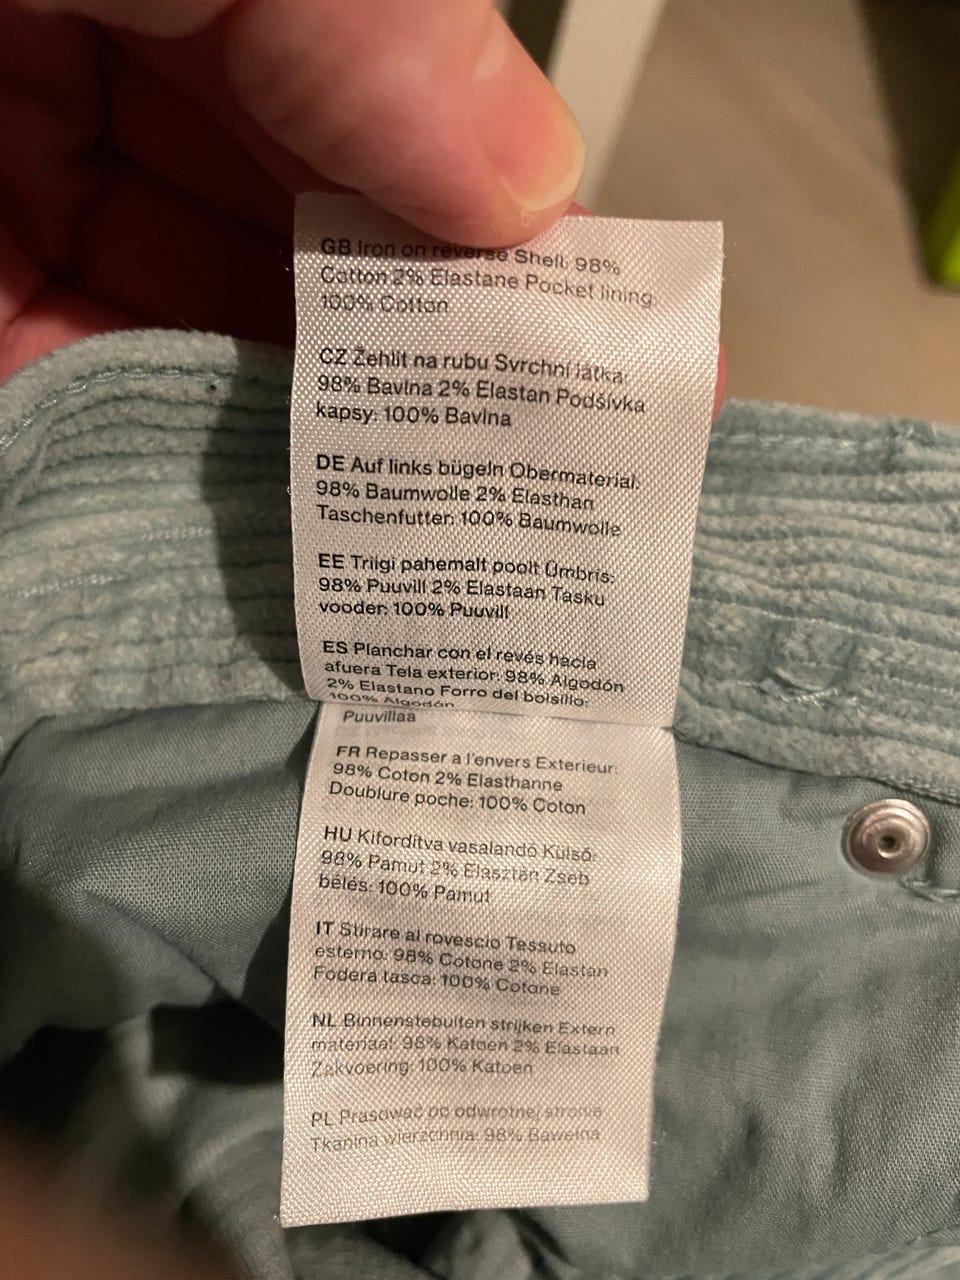 GB Iron on reverse Shell: 98%
Cotton 2% Elastane Pocket lining:
100% Cotton
CZ Žehlit na rubu Svrchní látka:
98% Bavlna 2% Elastan Podšívka
kapsy: 100% Bavlna
DE Auf links bügeln Obermaterial:
98% Baumwolle 2% Elasthan
Taschenfutter: 100% Baumwolle
EE Triigi pahemalt poolt Ümbris:
98% Puuvill 2% Elastaan Tasku
vooder: 100% Puuvill
ES Planchar con el revés hacia
afuera Tela exterior: 98% Algodón
2% Elastano Forro del bolsillo:
100% Algodón
Puuvillaa
FR Repasser a l'envers Exterieur:
98% Coton 2% Elasthanne
Doublure poche: 100% Coton
HU Kifordítva vasalandó Külső:
98% Pamut 2% Elasztán Zseb
bélés: 100% Pamut
IT Stirare al rovescio Tessuto
esterno: 98% Cotone 2% Elastan
Fodera tasca: 100% Cotone
NL Binnenstebuiten strijken Extern
materiaal: 98% Katoen 2% Elastaan
Zakvoering: 100% Katoen
PL Prasować po odwrotnej stronie
Tkanina wierzchnia: 98% Bawełna